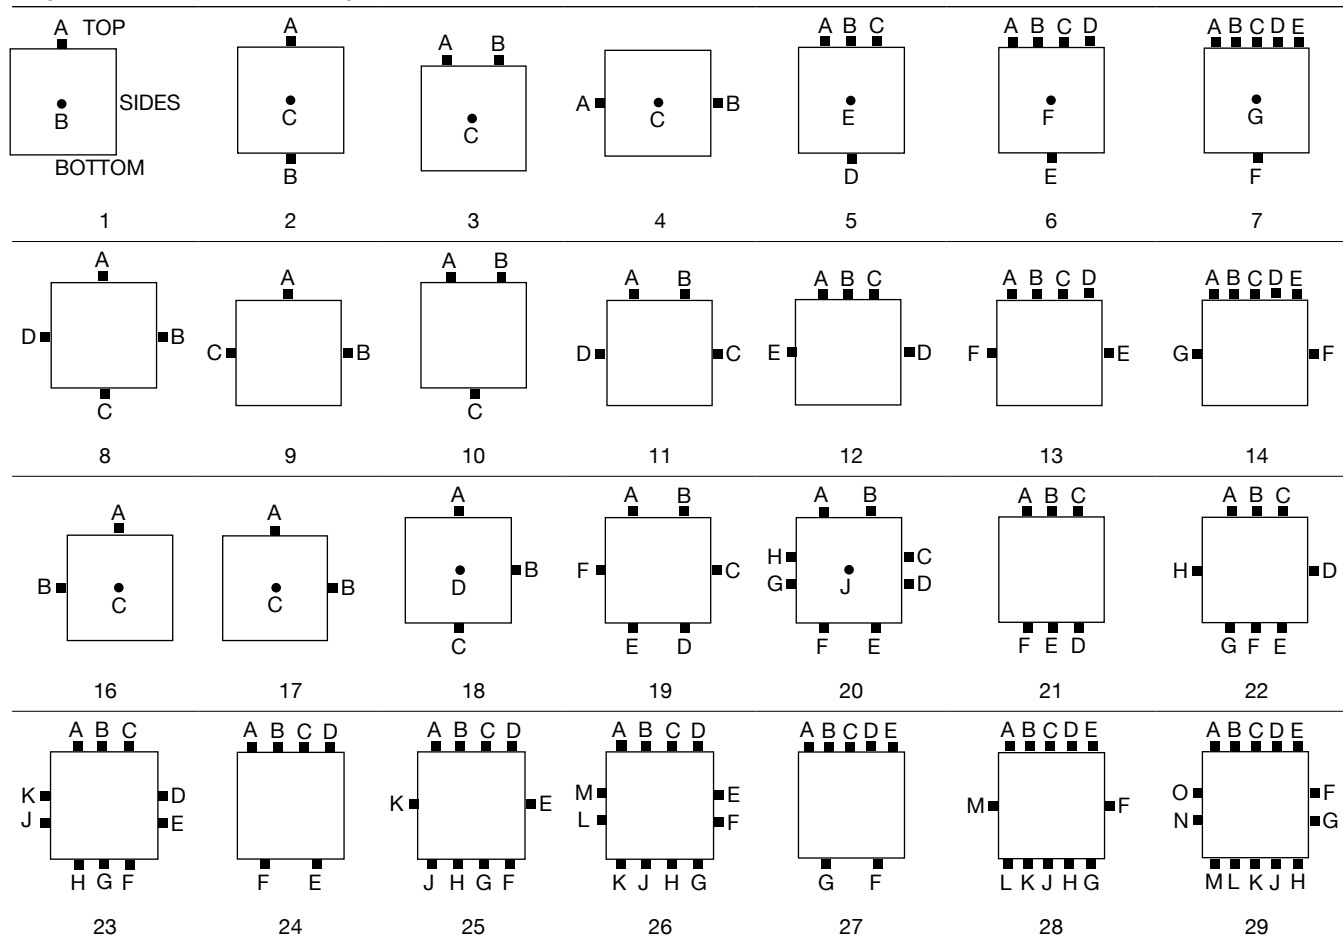 A TOP A A B A B C A B C D A B C D E
SIDES A B
B C C C E F G
BOTTOM
B D E F
1 2 3 4 5 6 7
A A A B A B A B C A B C D A B C D E
D B C B D C E D F E G F
C C
8 9 10 11 12 13 14
A A A A B A B A B C A B C
B B B F C H C H D
C C D G D
J
C E D F E F E D G F E
16 17 18 19 20 21 22
A B C A B C D A B C D A B C D A B C D E A B C D E A B C D E
K D K E M E M F O F
J E L F N G
H G F F E J H G F K J H G G F L K J H G M L K J H
23 24 25 26 27 28 29